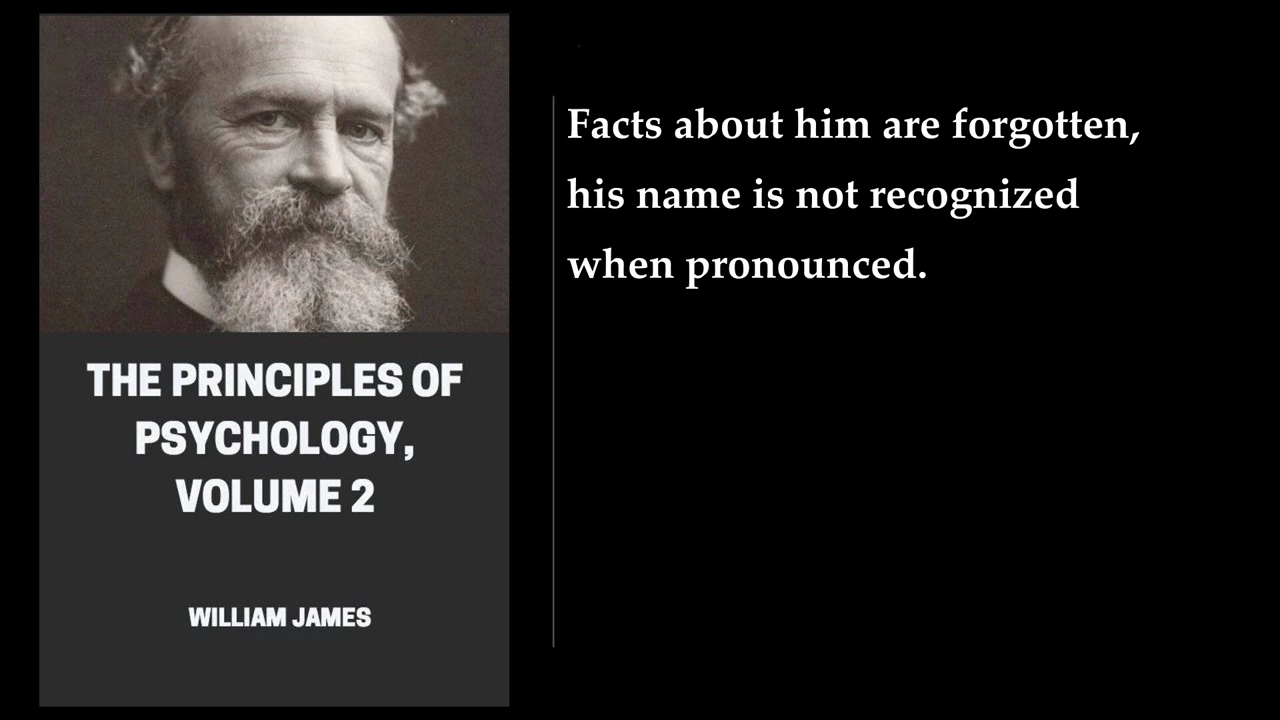 THE PRINCIPLES OF
PSYCHOLOGY,
VOLUME 2
WILLIAM JAMES
Facts about him are forgotten,
his name is not recognized
when pronounced.